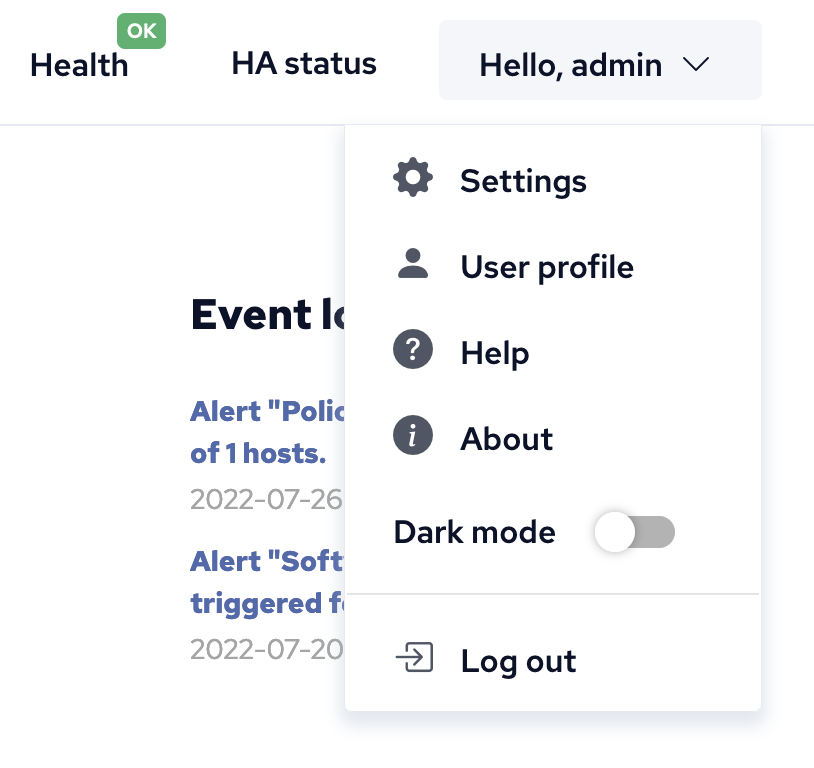 OK
Health
HA status
Hello, admin
Settings
User profile
Help
About
Dark mode
Log out
Event
Alert "Polic
of 1 hosts.
2022-07-26
Alert "Soft
triggered
2022-07-20